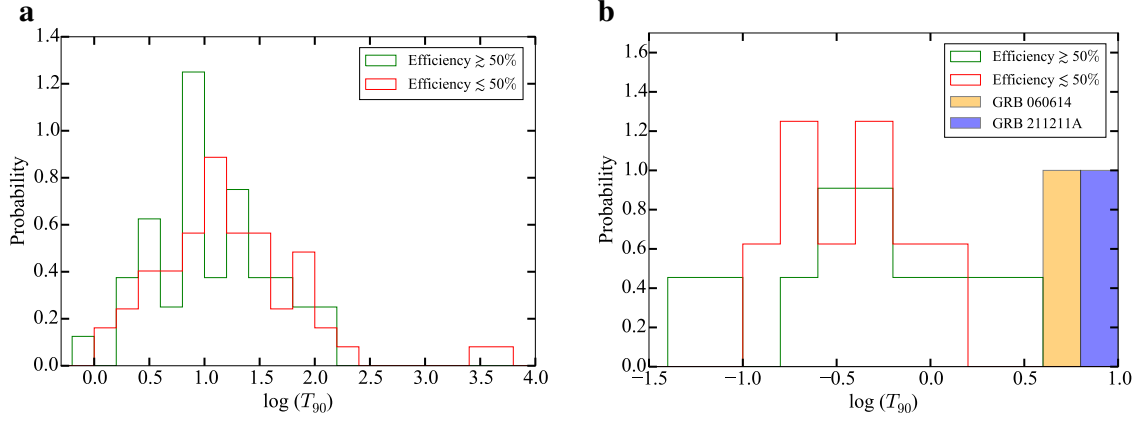 a
1.4
1.2
1.0
0.8
0.6
0.4
0.2
0.0
Probability
0.0 0.5 1.0 1.5 2.0 2.5 3.0 3.5 4.0
log (T90)
Efficiency ≳ 50%
Efficiency ≲ 50%
b
1.6
1.4
1.2
1.0
0.8
0.6
0.4
0.2
0.0
Probability
−1.5 −1.0 −0.5 0.0 0.5 1.0
log (T90)
Efficiency ≳ 50%
Efficiency ≲ 50%
GRB 060614
GRB 211211A